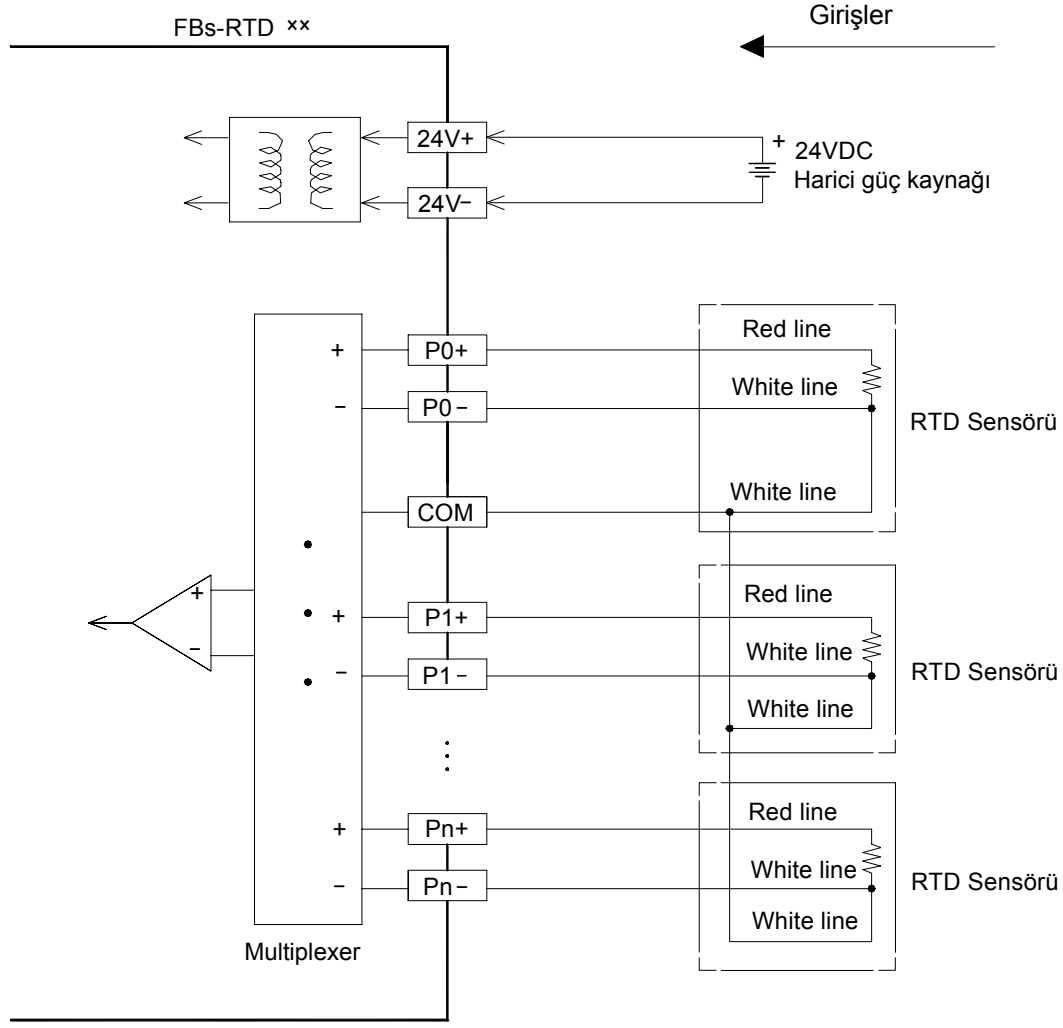 FBs-RTD ××
Girişler
24V+
24V−
+ 24VDC
Harici güç kaynağı
+
P0+
Red line
−
P0−
White line
RTD Sensörü
COM
White line
+
−
+
P1+
Red line
−
P1−
White line
RTD Sensörü
White line
+
Pn+
Red line
−
Pn−
White line
RTD Sensörü
White line
Multiplexer